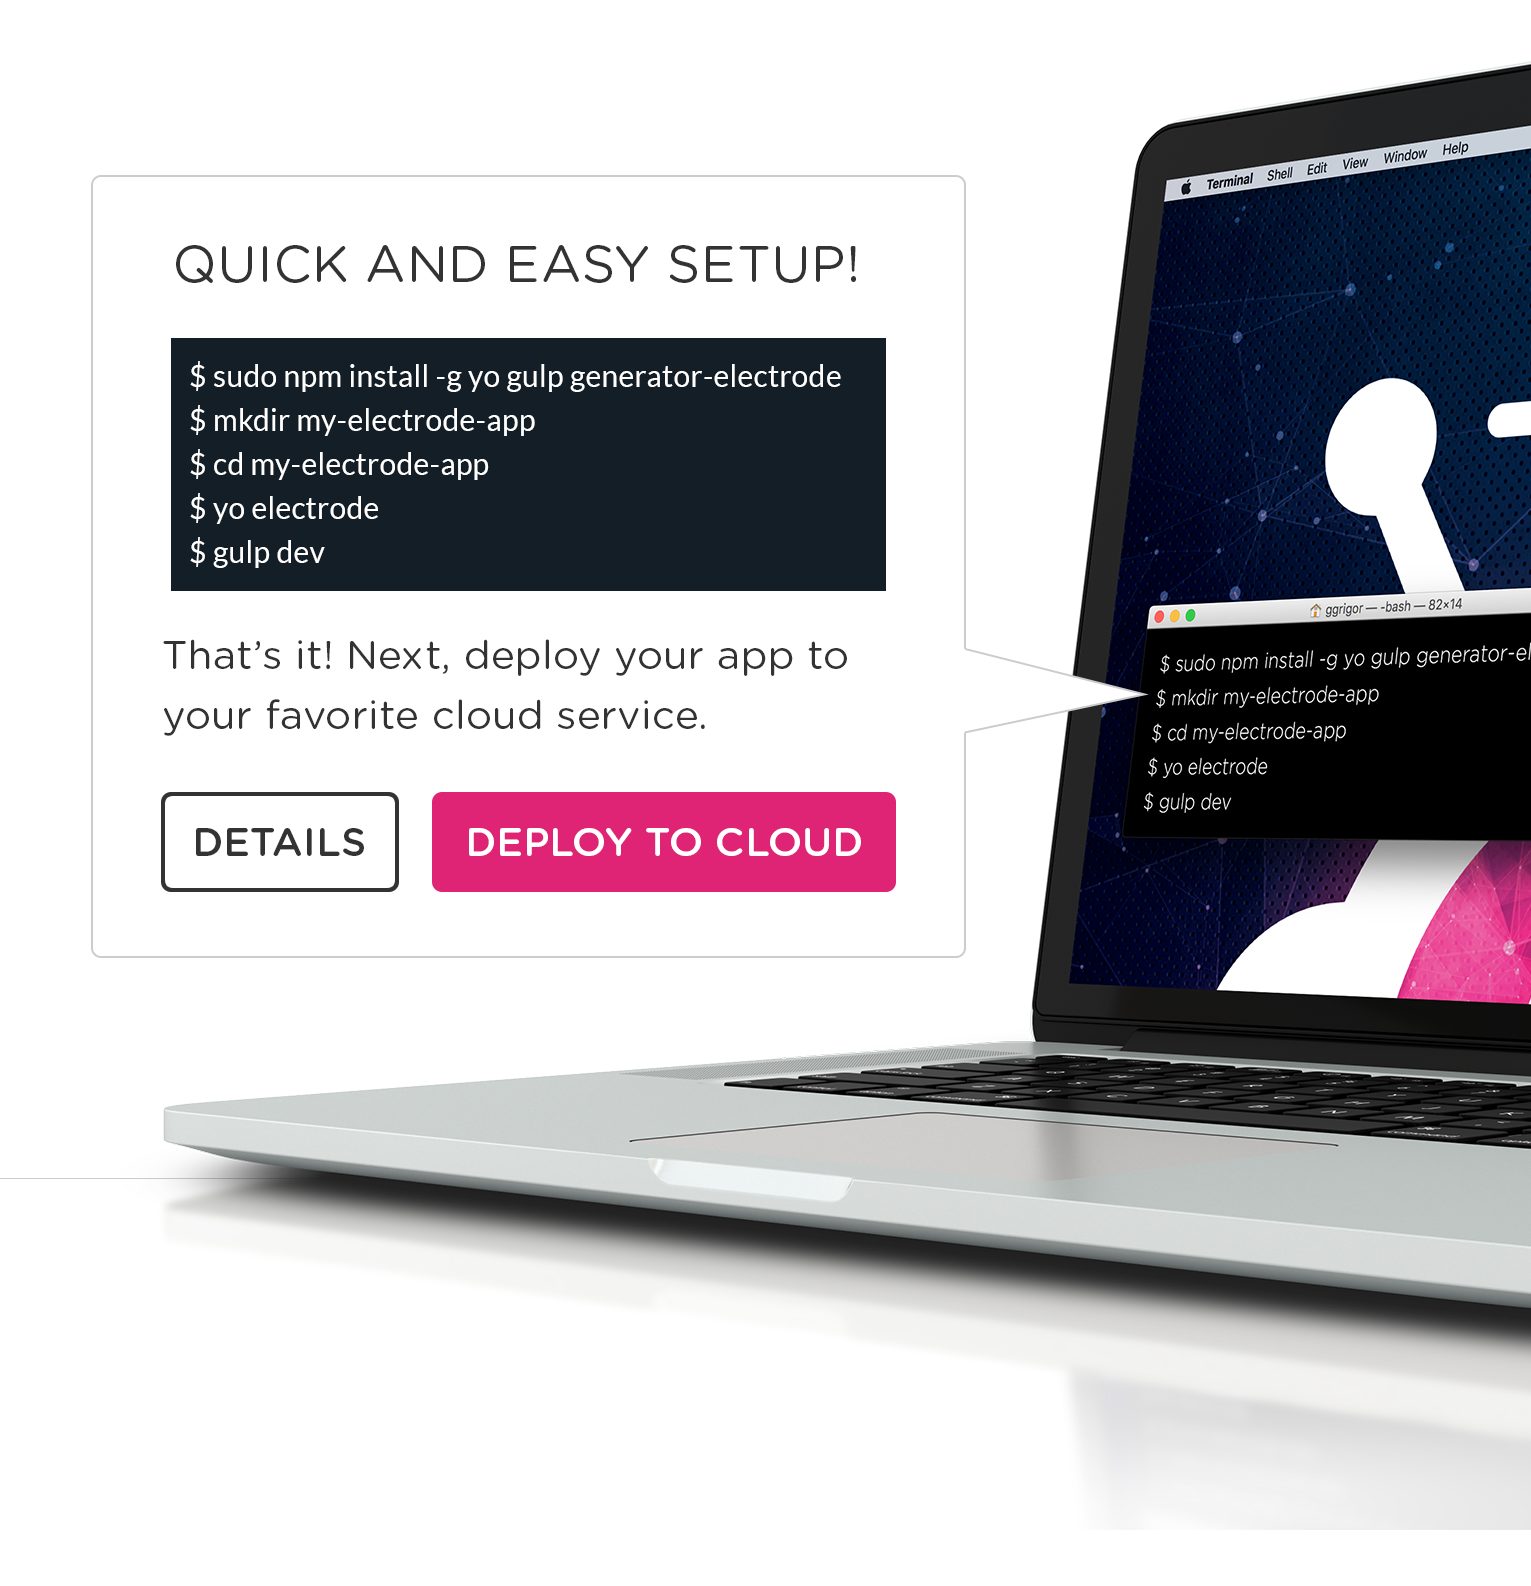 QUICK AND EASY SETUP!
$ sudo npm install -g yo gulp generator-electrode
$ mkdir my-electrode-app
$ cd my-electrode-app
$ yo electrode
$ gulp dev
That’s it! Next, deploy your app to
your favorite cloud service.
DETAILS
DEPLOY TO CLOUD
Terminal Shell Edit View Window Help
ggrigor — -bash — 82×14
$ sudo npm install -g yo gulp generator-el
$ mkdir my-electrode-app
$ cd my-electrode-app
$ yo electrode
$ gulp dev